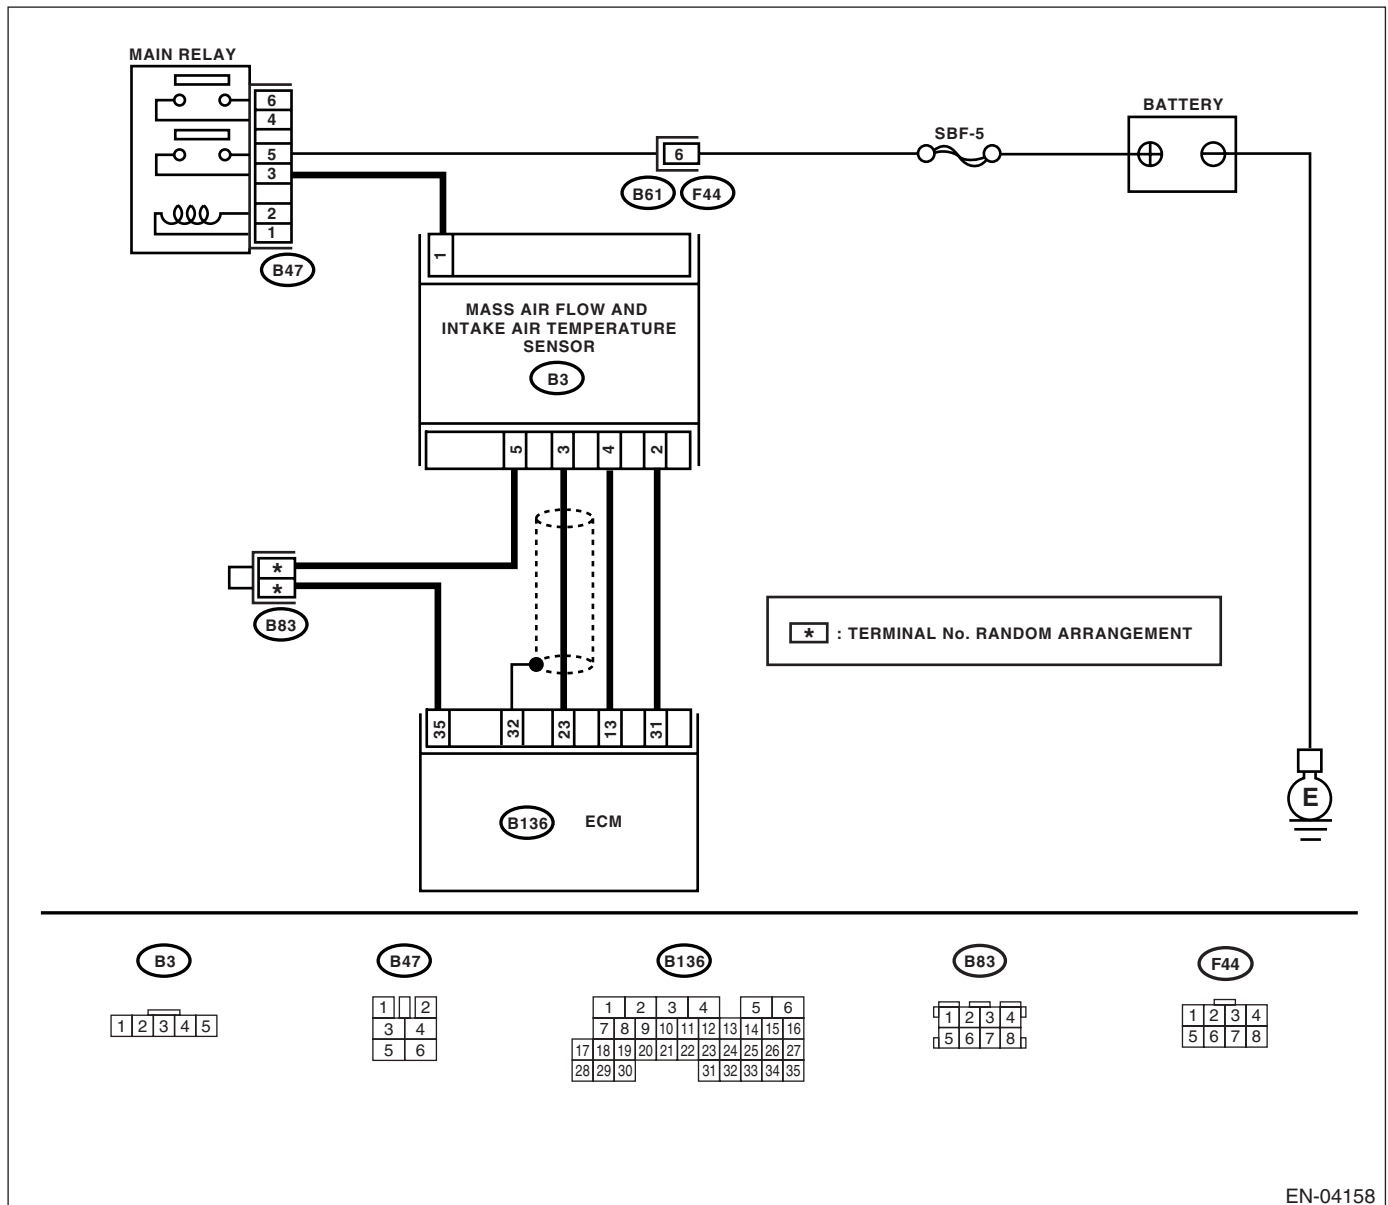 MAIN RELAY
6
4
5
3
2
1
B47
6
B61 F44
SBF-5
BATTERY
1
MASS AIR FLOW AND
INTAKE AIR TEMPERATURE
SENSOR
B3
5 3 4 2
*
*
B83
* : TERMINAL No. RANDOM ARRANGEMENT
35 32 23 13 31
B136 ECM
E
B3
1 2 3 4 5
B47
1 2
3 4
5 6
B136
1 2 3 4 5 6
7 8 9 10 11 12 13 14 15 16
17 18 19 20 21 22 23 24 25 26 27
28 29 30 31 32 33 34 35
B83
1 2 3 4
5 6 7 8
F44
1 2 3 4
5 6 7 8
EN-04158